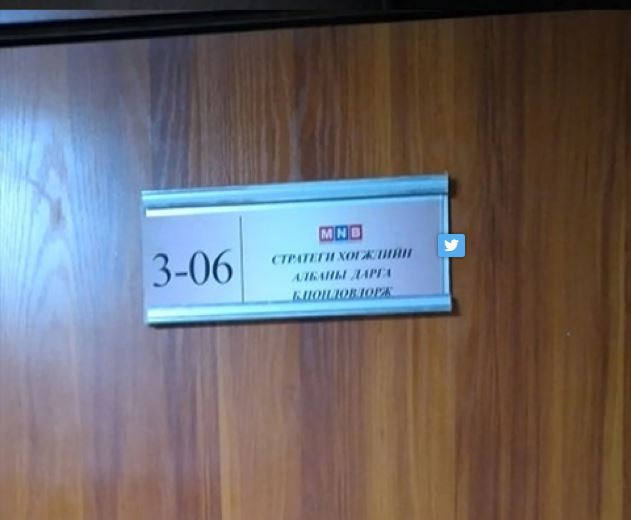 MNB
3-06
СТРАТЕГИ ХӨГЖЛИЙН
АЛБАНЫ ДАРГА